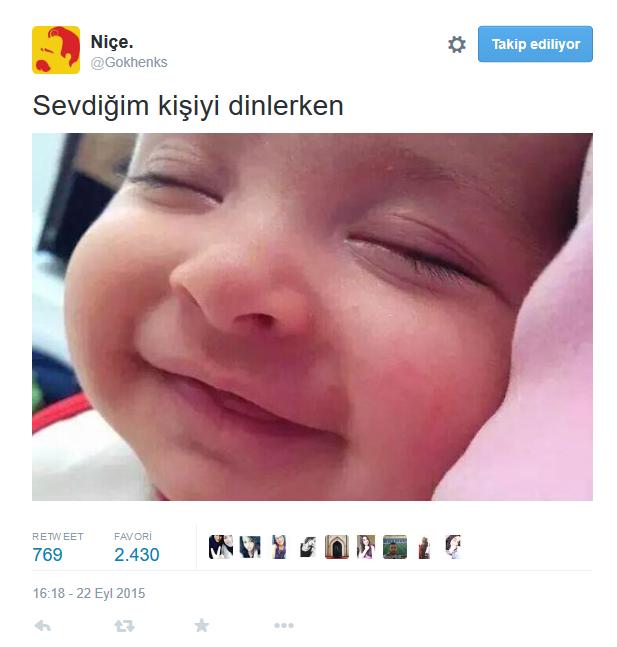 Niçe.
@Gokhenks
Takip ediliyor
Sevdiğim kişiyi dinlerken
RETWEET FAVORİ
769 2.430
16:18 - 22 Eyl 2015